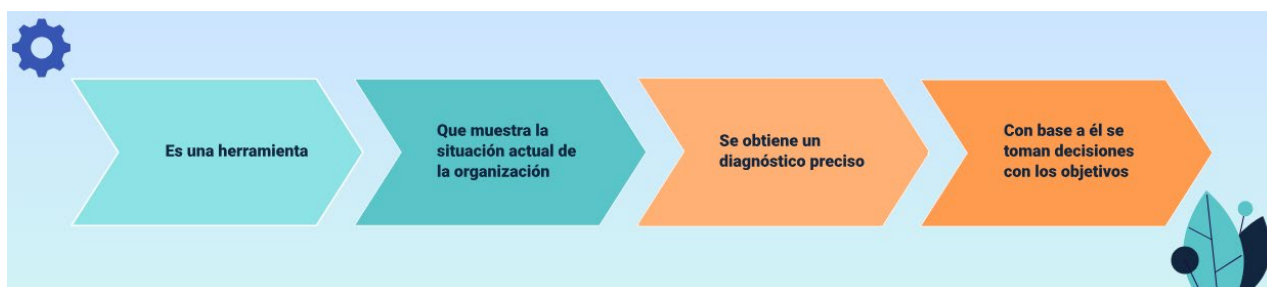 Es una herramienta
Que muestra la
situación actual de
la organización
Se obtiene un
diagnóstico preciso
Con base a él se
toman decisiones
con los objetivos